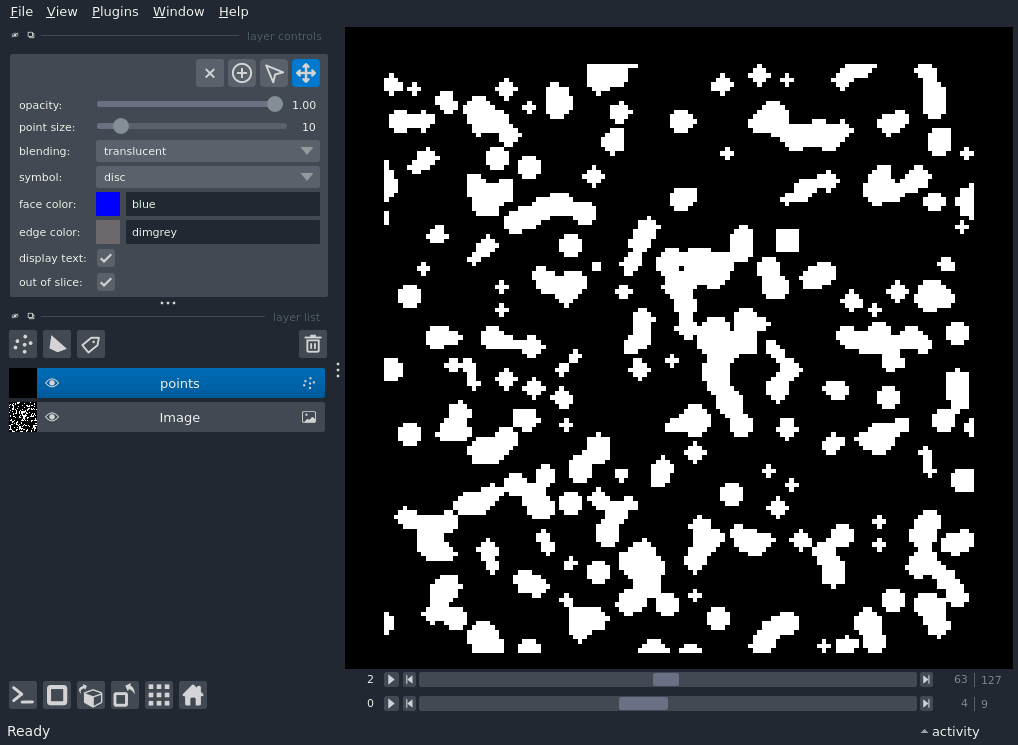 File View Plugins Window Help
layer controls
opacity: 1.00
point size: 10
blending: translucent
symbol: disc
face color: blue
edge color: dimgrey
display text:
out of slice:
layer list
points
Image
2 63 127
0 4 9
Ready activity